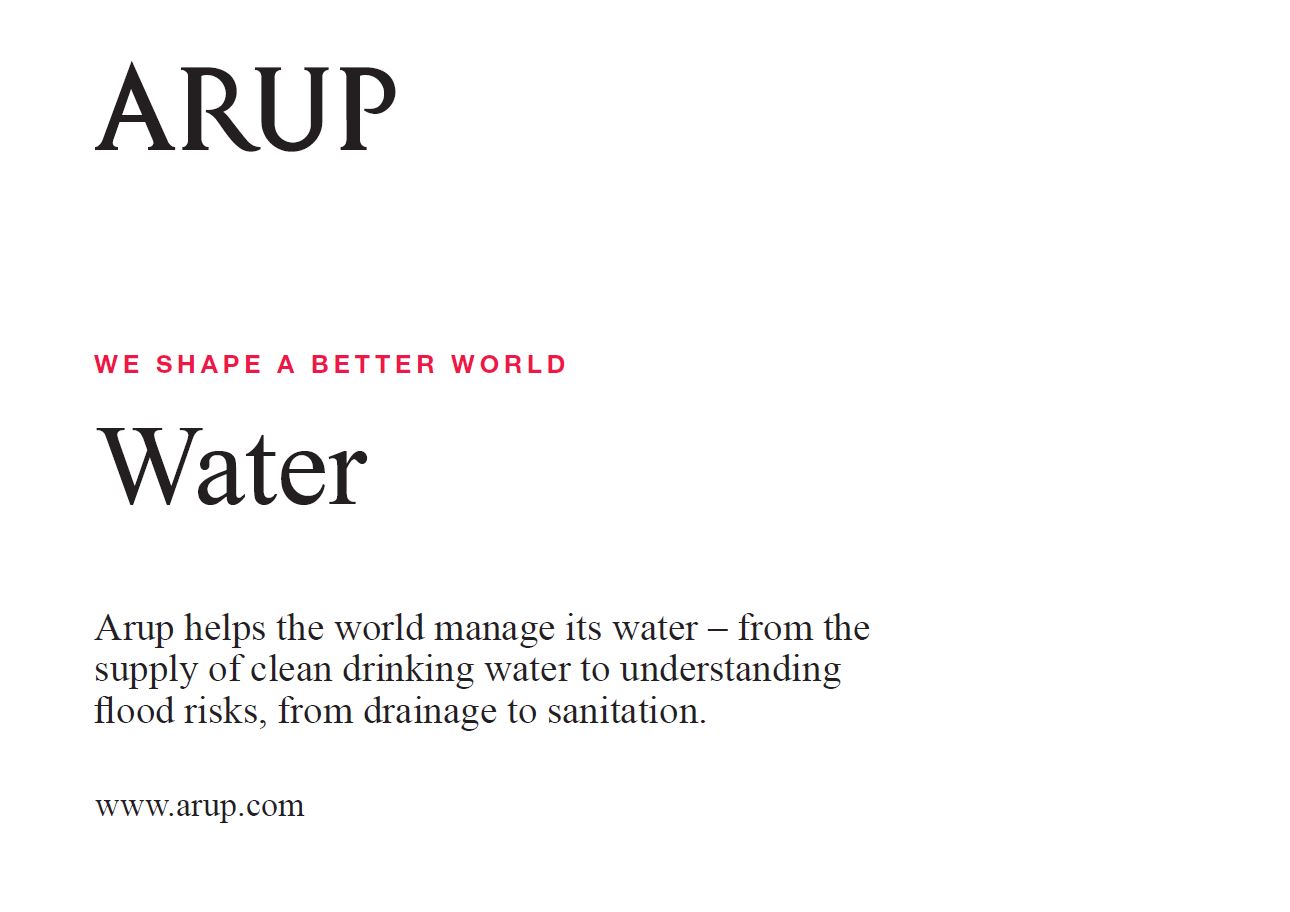 ARUP
WE SHAPE A BETTER WORLD
Water
Arup helps the world manage its water – from the
supply of clean drinking water to understanding
flood risks, from drainage to sanitation.
www.arup.com